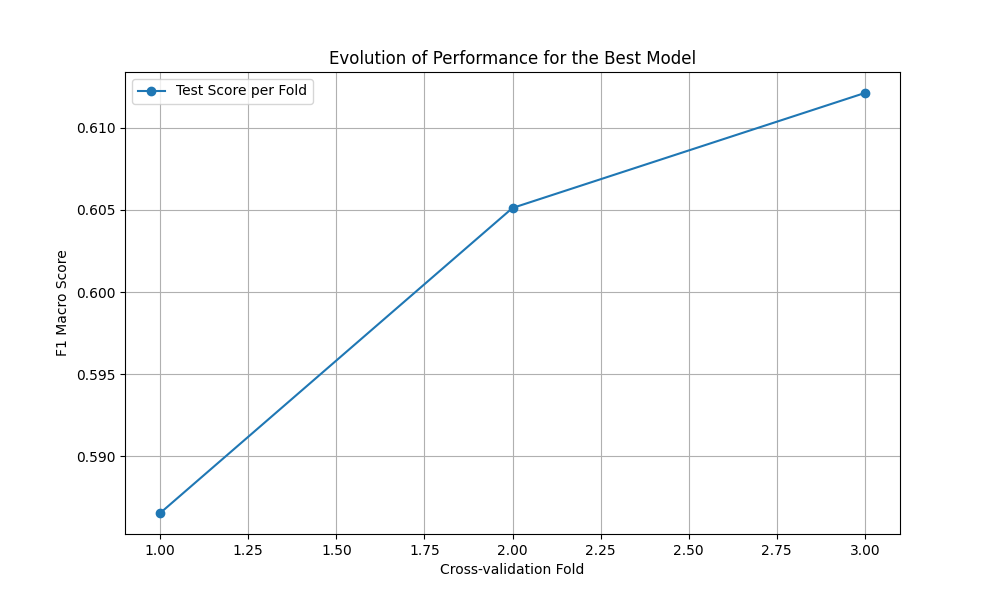 Evolution of Performance for the Best Model
Test Score per Fold
F1 Macro Score
0.610
0.605
0.600
0.595
0.590
1.00 1.25 1.50 1.75 2.00 2.25 2.50 2.75 3.00
Cross-validation Fold